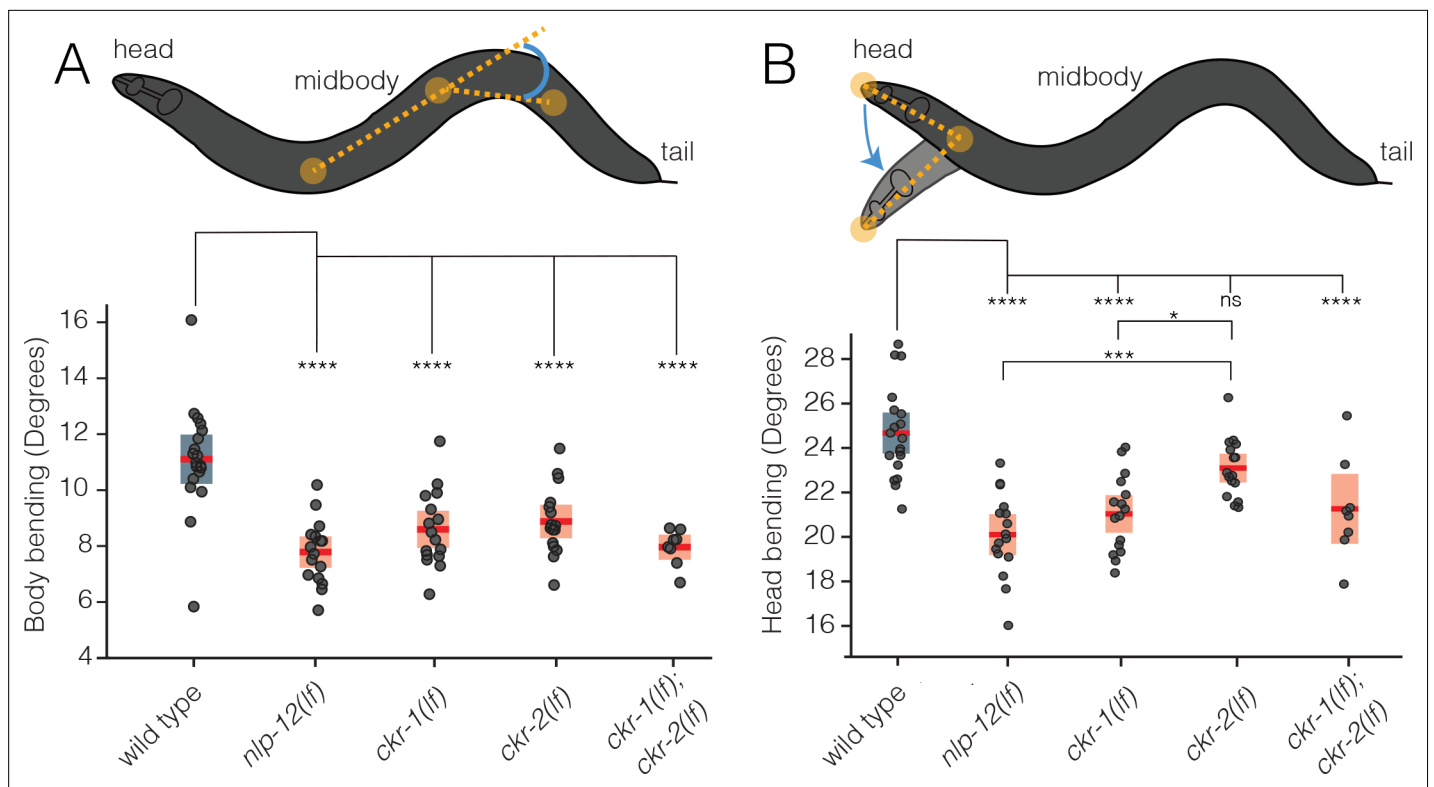 A
head
midbody
tail
**** **** **** ****
Body bending (Degrees)
16
14
12
10
8
6
4
wild type
nlp-12(lf)
ckr-1(lf)
ckr-2(lf)
ckr-1(lf);
ckr-2(lf)
B
head
midbody
tail
**** **** ns ****
*
***
Head bending (Degrees)
28
26
24
22
20
18
16
wild type
nlp-12(lf)
ckr-1(lf)
ckr-2(lf)
ckr-1(lf);
ckr-2(lf)